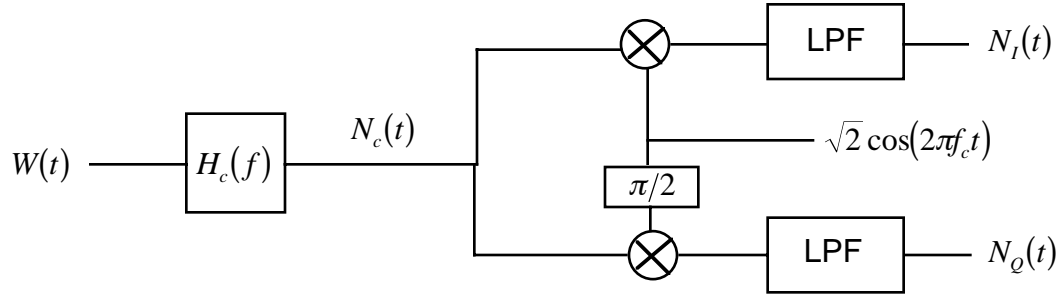 LPF
N_I(t)
N_c(t)
√2 cos(2πf_c t)
W(t)
H_c(f)
π/2
LPF
N_Q(t)